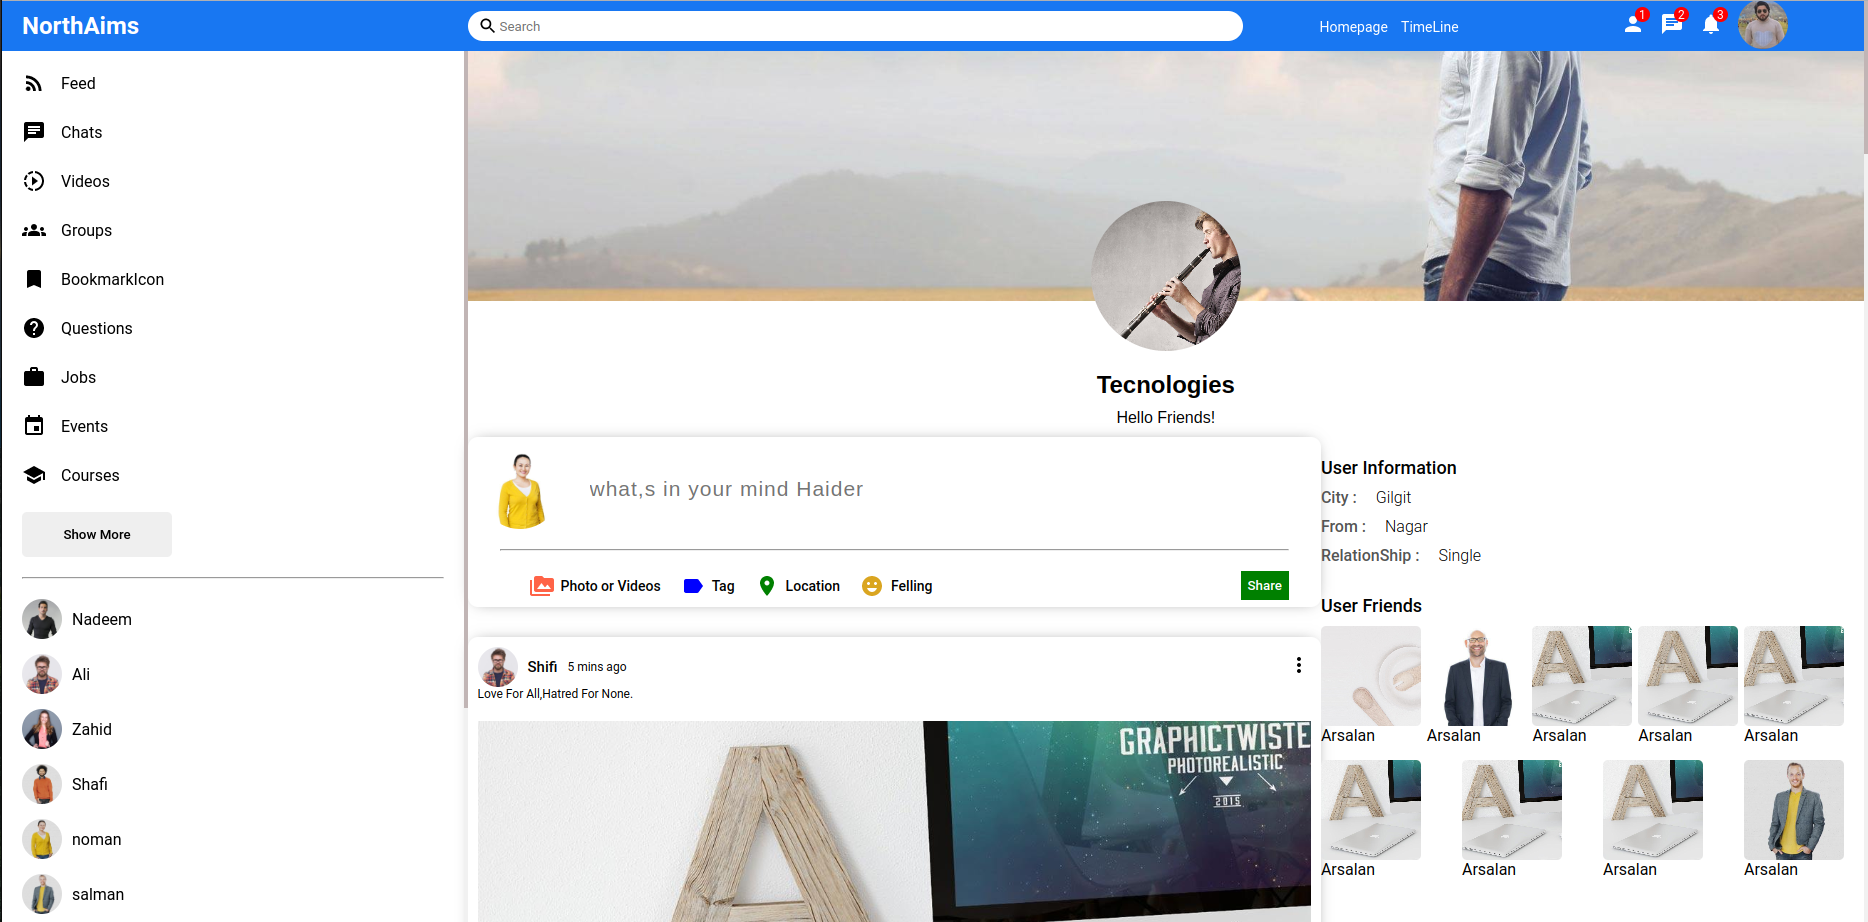 NorthAims
Search
Homepage TimeLine
1
2
3
Feed
Chats
Videos
Groups
BookmarkIcon
Questions
Jobs
Events
Courses
Show More
Nadeem
Ali
Zahid
Shafi
noman
salman
Tecnologies
Hello Friends!
what,s in your mind Haider
Photo or Videos Tag Location Felling Share
Shifi 5 mins ago
Love For All,Hatred For None.
GRAPHICTWISTE
PHOTOREALISTIC
2015
User Information
City : Gilgit
From : Nagar
RelationShip : Single
User Friends
Arsalan Arsalan Arsalan Arsalan Arsalan
Arsalan Arsalan Arsalan Arsalan